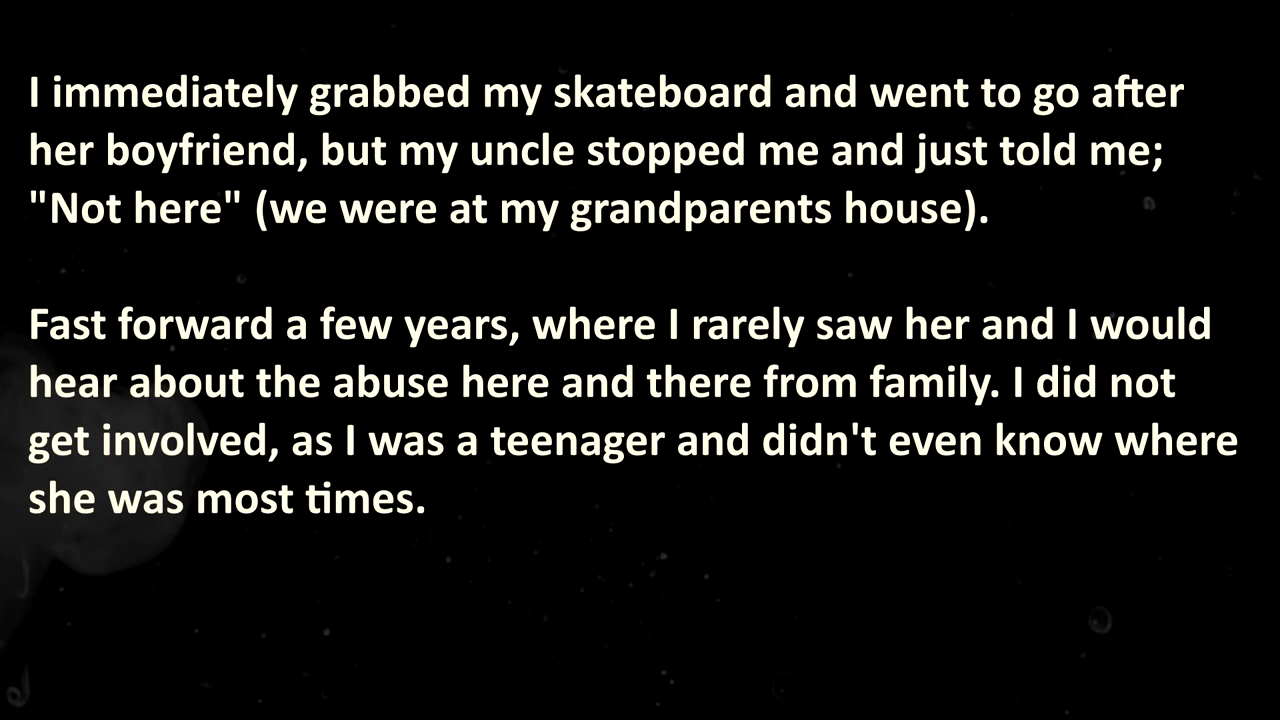 I immediately grabbed my skateboard and went to go after
her boyfriend, but my uncle stopped me and just told me;
"Not here" (we were at my grandparents house).
Fast forward a few years, where I rarely saw her and I would
hear about the abuse here and there from family. I did not
get involved, as I was a teenager and didn't even know where
she was most times.